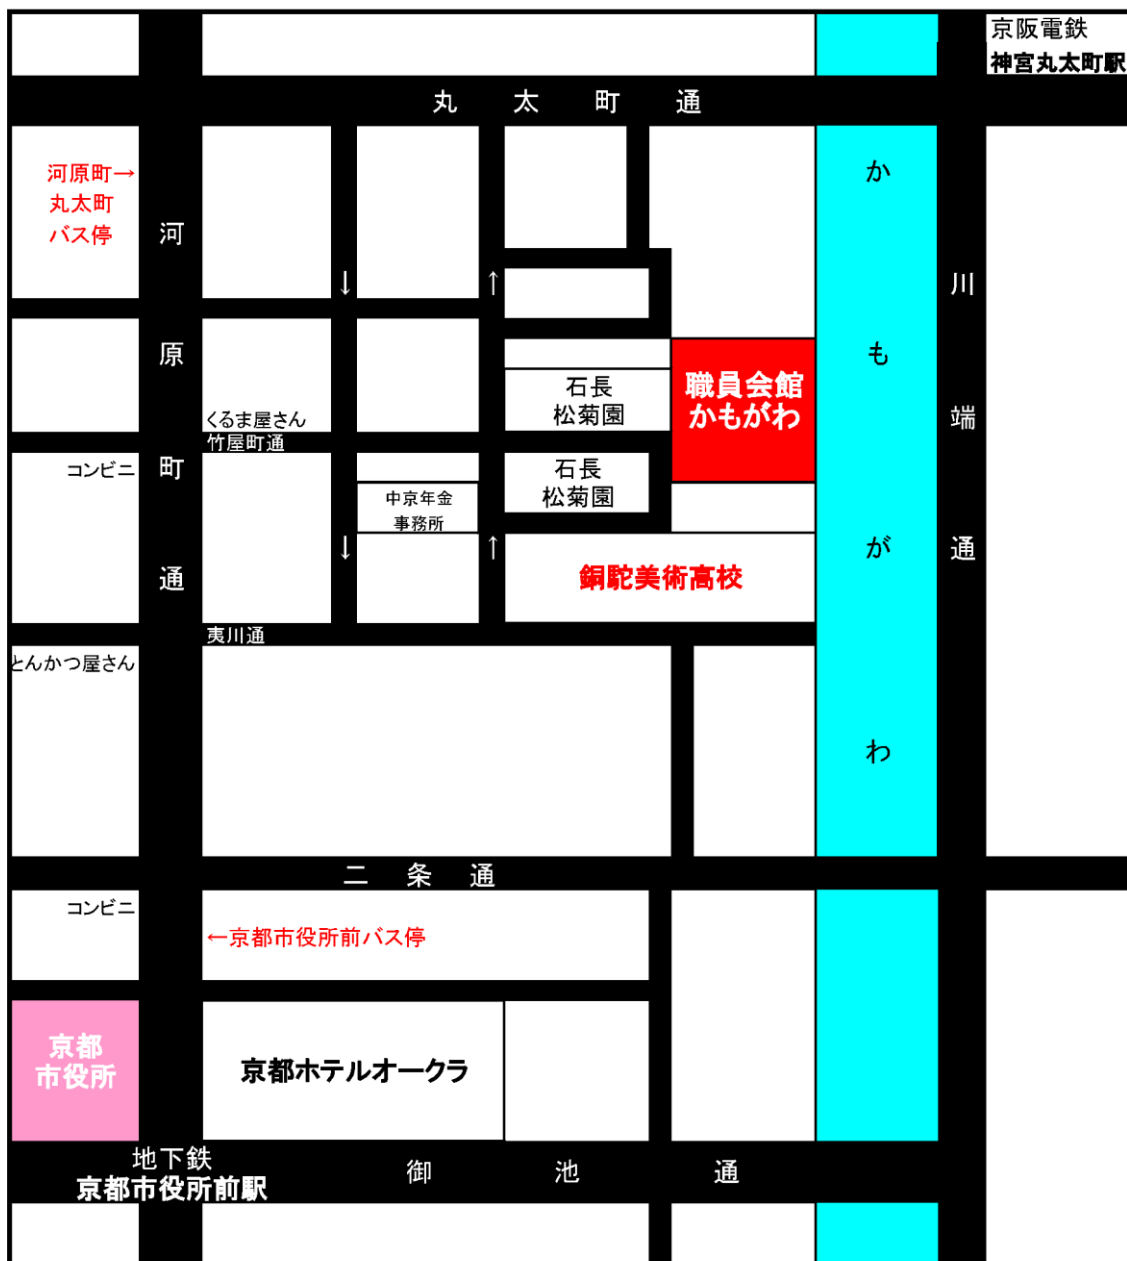 京阪電鉄
神宮丸太町駅
丸太町通
河原町→
丸太町
バス停
河原町通
↓
↑
かもがわ
川端通
職員会館
かもがわ
石長
松菊園
くるま屋さん
竹屋町通
コンビニ
石長
松菊園
中京年金
事務所
↓
↑
銅駝美術高校
夷川通
とんかつ屋さん
二条通
コンビニ
←京都市役所前バス停
京都
市役所
京都ホテルオークラ
地下鉄
京都市役所前駅
御池通